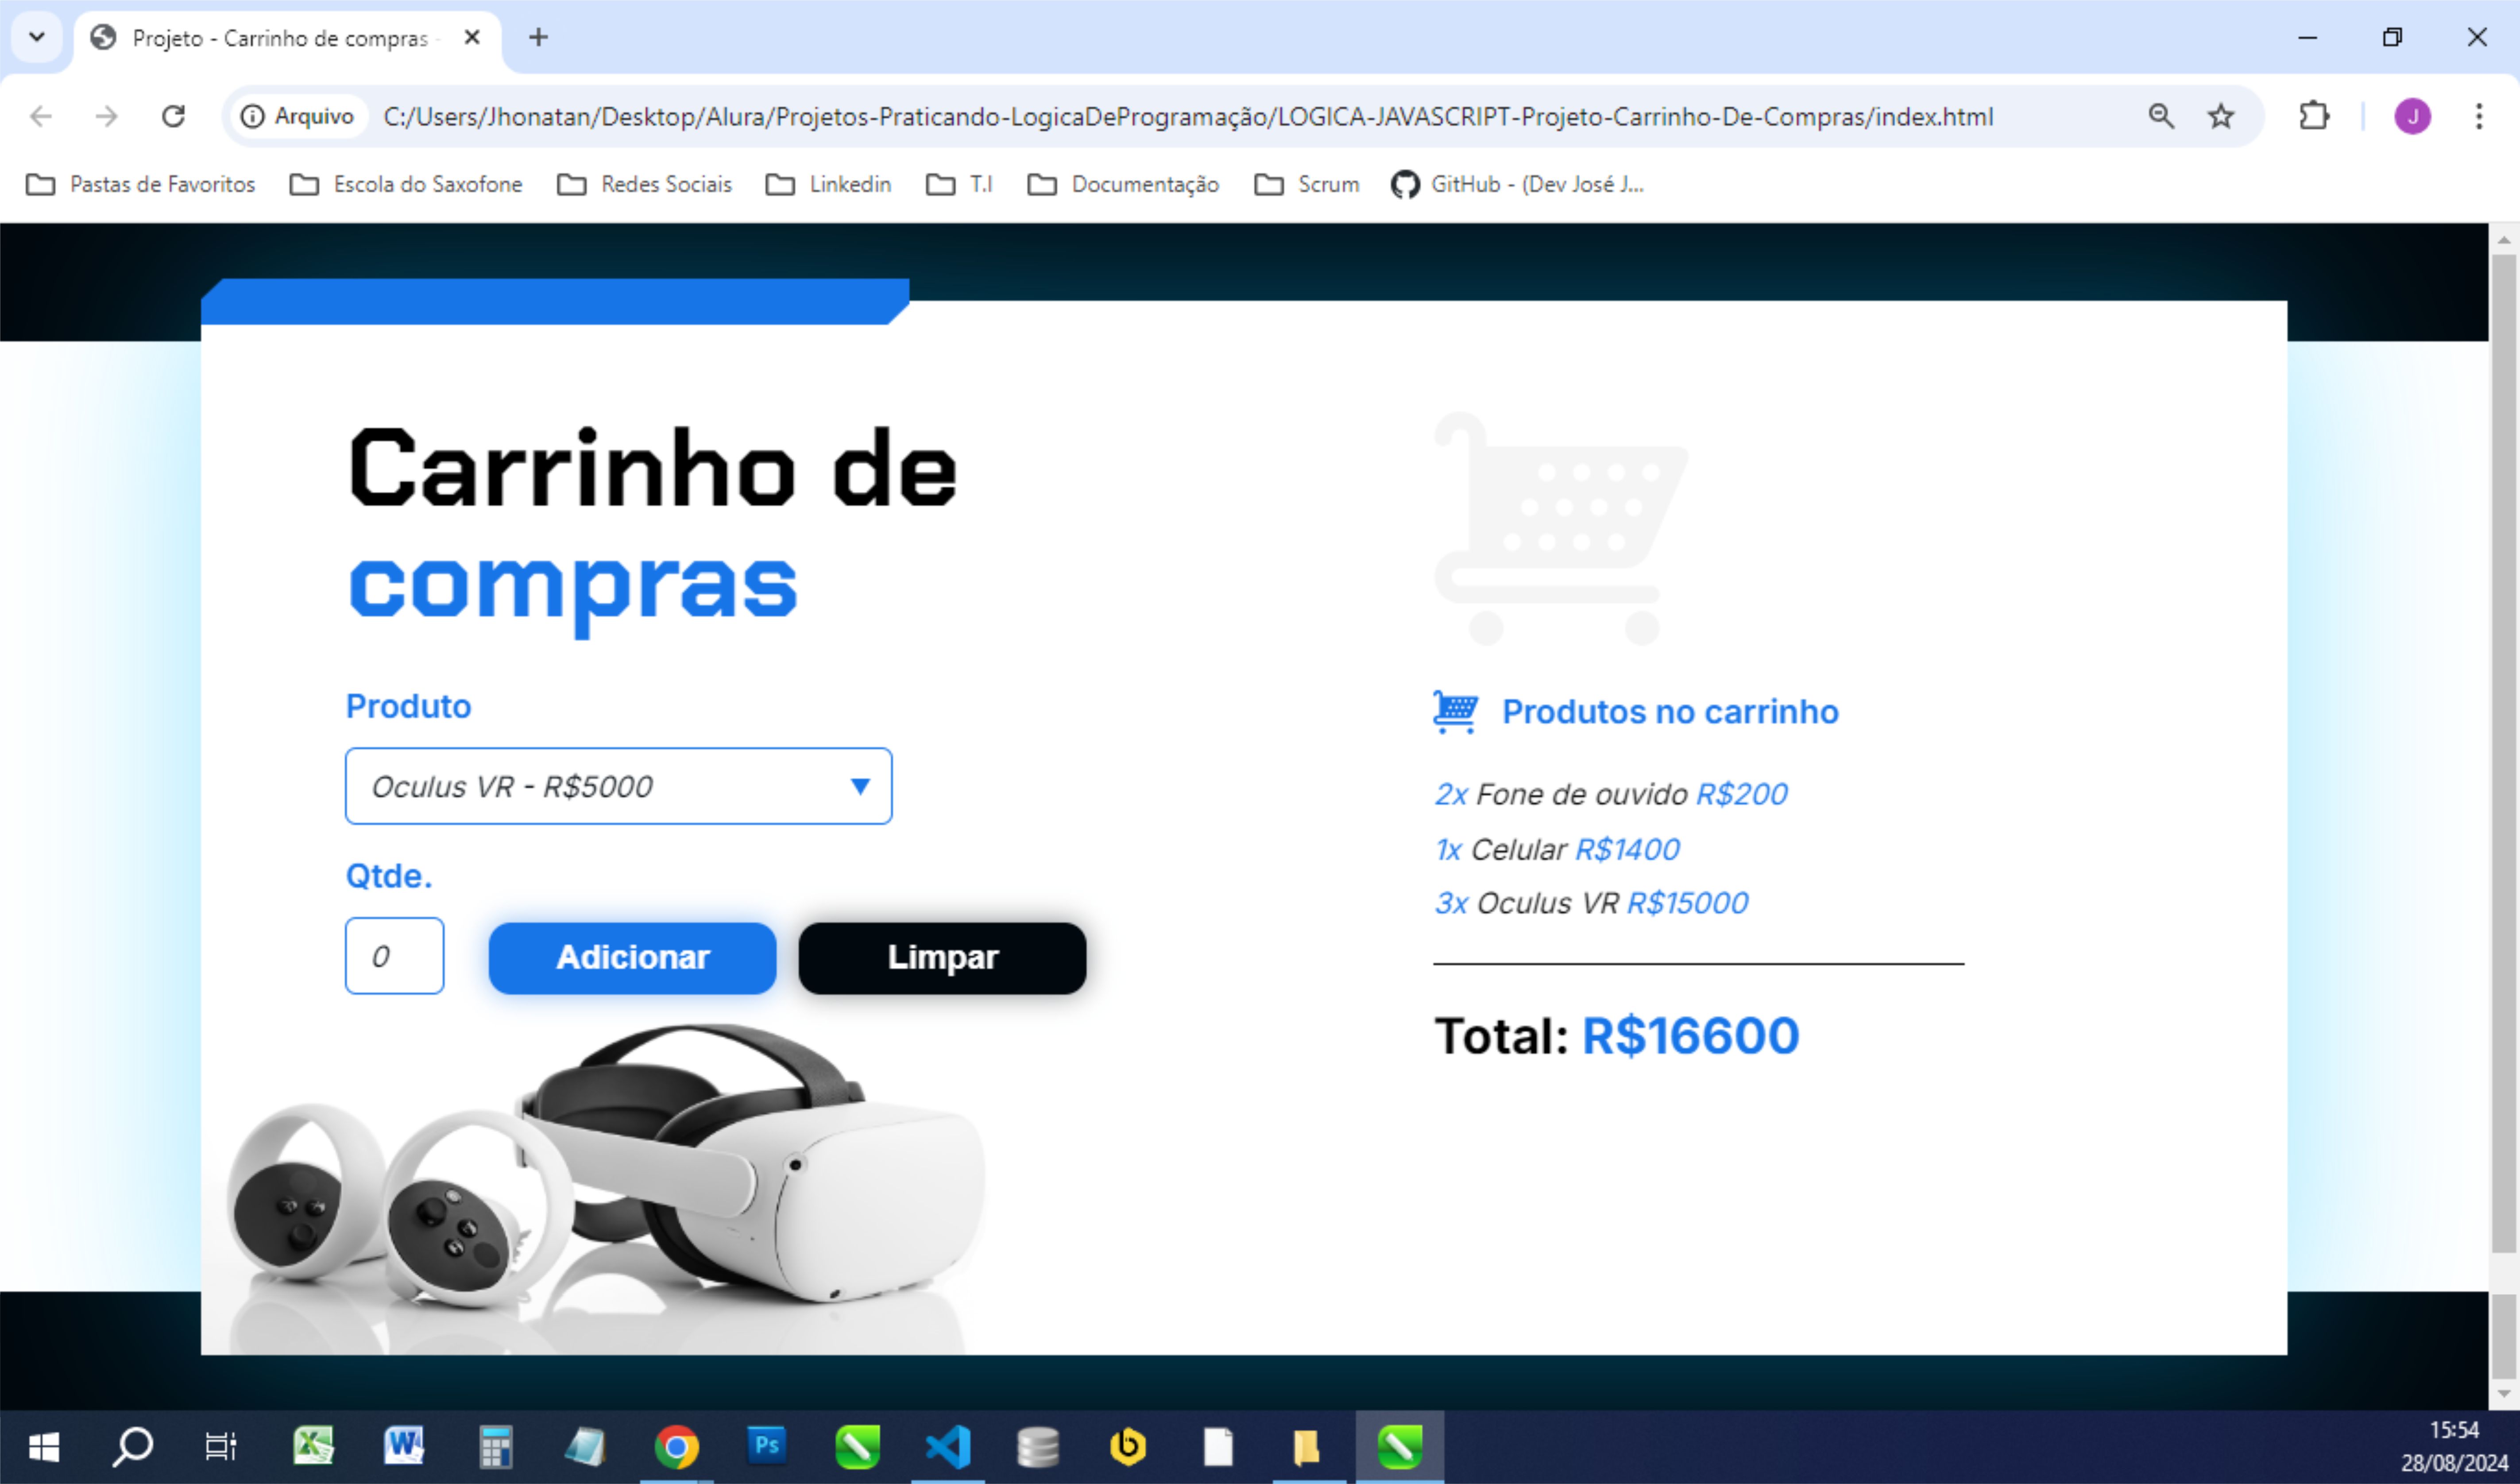 Projeto - Carrinho de compras -
Arquivo C:/Users/Jhonatan/Desktop/Alura/Projetos-Praticando-LogicaDeProgramação/LOGICA-JAVASCRIPT-Projeto-Carrinho-De-Compras/index.html J
Pastas de Favoritos Escola do Saxofone Redes Sociais Linkedin T.I Documentação Scrum GitHub - (Dev José J...
Carrinho de
compras
Produto
Oculus VR - R$5000
Qtde.
0 Adicionar Limpar
Produtos no carrinho
2x Fone de ouvido R$200
1x Celular R$1400
3x Oculus VR R$15000
Total: R$16600
X W Ps b
15:54
28/08/2024